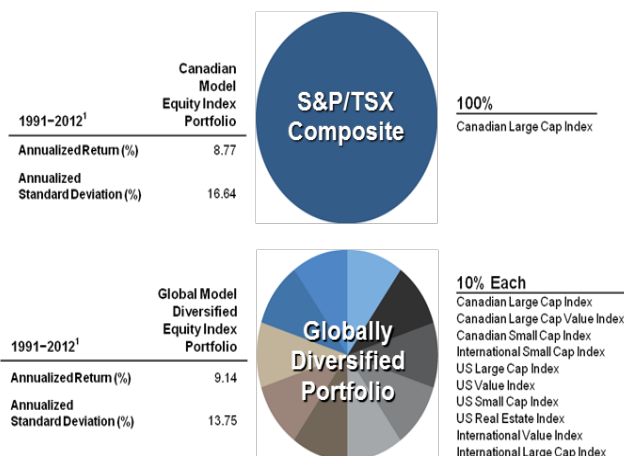 Canadian
Model
Equity Index
1991–2012¹ Portfolio
Annualized Return (%) 8.77
Annualized
Standard Deviation (%) 16.64
S&P/TSX
Composite
100%
Canadian Large Cap Index
Global Model
Diversified
Equity Index
1991–2012¹ Portfolio
Annualized Return (%) 9.14
Annualized
Standard Deviation (%) 13.75
Globally
Diversified
Portfolio
10% Each
Canadian Large Cap Index
Canadian Large Cap Value Index
Canadian Small Cap Index
International Small Cap Index
US Large Cap Index
US Value Index
US Small Cap Index
US Real Estate Index
International Value Index
International Large Cap Index